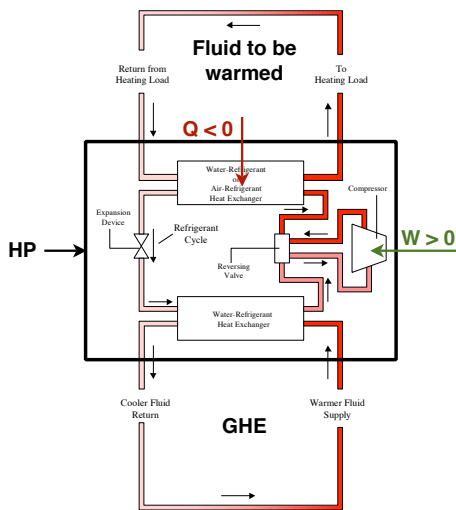 Fluid to be
warmed
Return from
Heating Load
To
Heating Load
Q < 0
Water-Refrigerant
Air-Refrigerant
Heat Exchanger
Compressor
Expansion
Device
Refrigerant
Cycle
HP
W > 0
Reversing
Valve
Water-Refrigerant
Heat Exchanger
Cooler Fluid
Return
Warmer Fluid
Supply
GHE